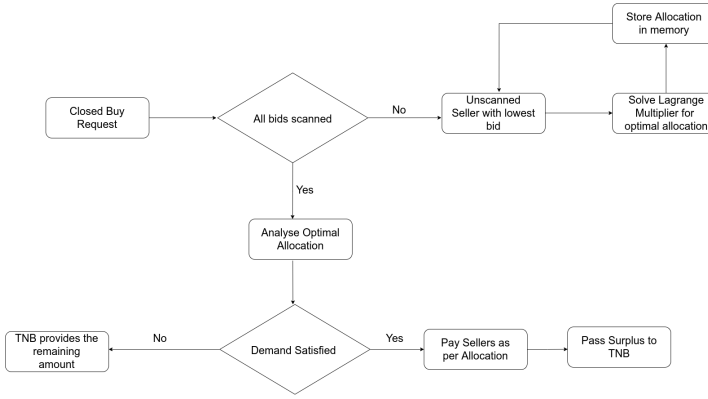 Store Allocation
in memory
Closed Buy
Request
All bids scanned
No
Unscanned
Seller with lowest
bid
Solve Lagrange
Multiplier for
optimal allocation
Yes
Analyse Optimal
Allocation
TNB provides the
remaining
amount
No
Demand Satisfied
Yes
Pay Sellers as
per Allocation
Pass Surplus to
TNB